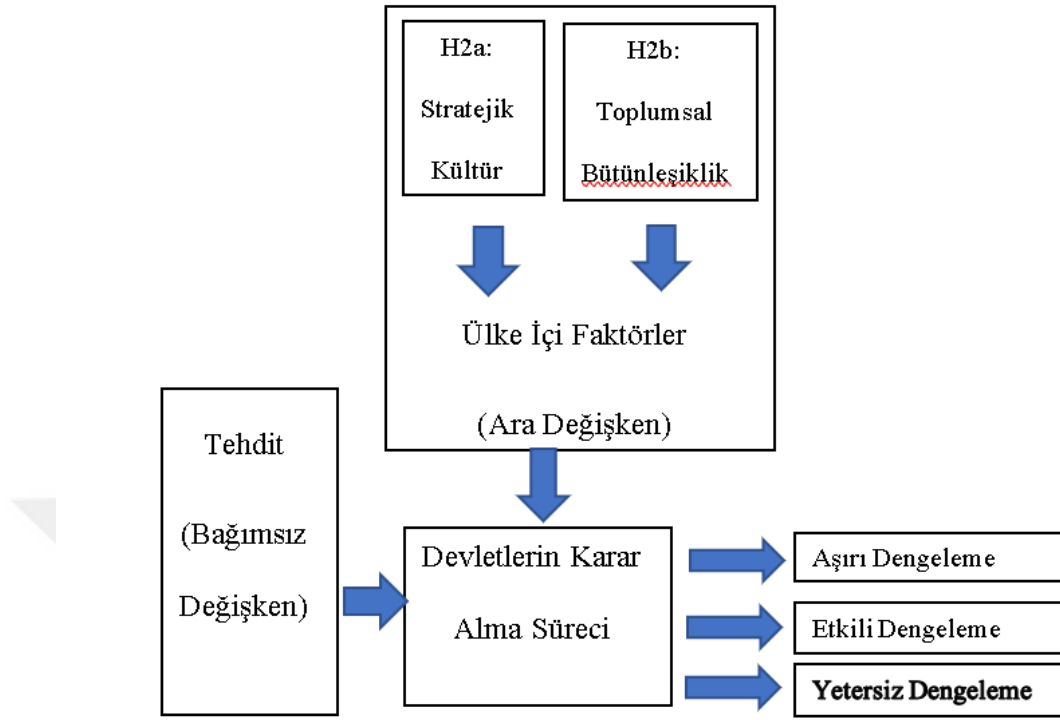 H2a:
Stratejik
Kültür
H2b:
Toplumsal
Bütünleşiklik
Ülke İçi Faktörler
(Ara Değişken)
Tehdit
(Bağımsız
Değişken)
Devletlerin Karar
Alma Süreci
Aşırı Dengeleme
Etkili Dengeleme
Yetersiz Dengeleme